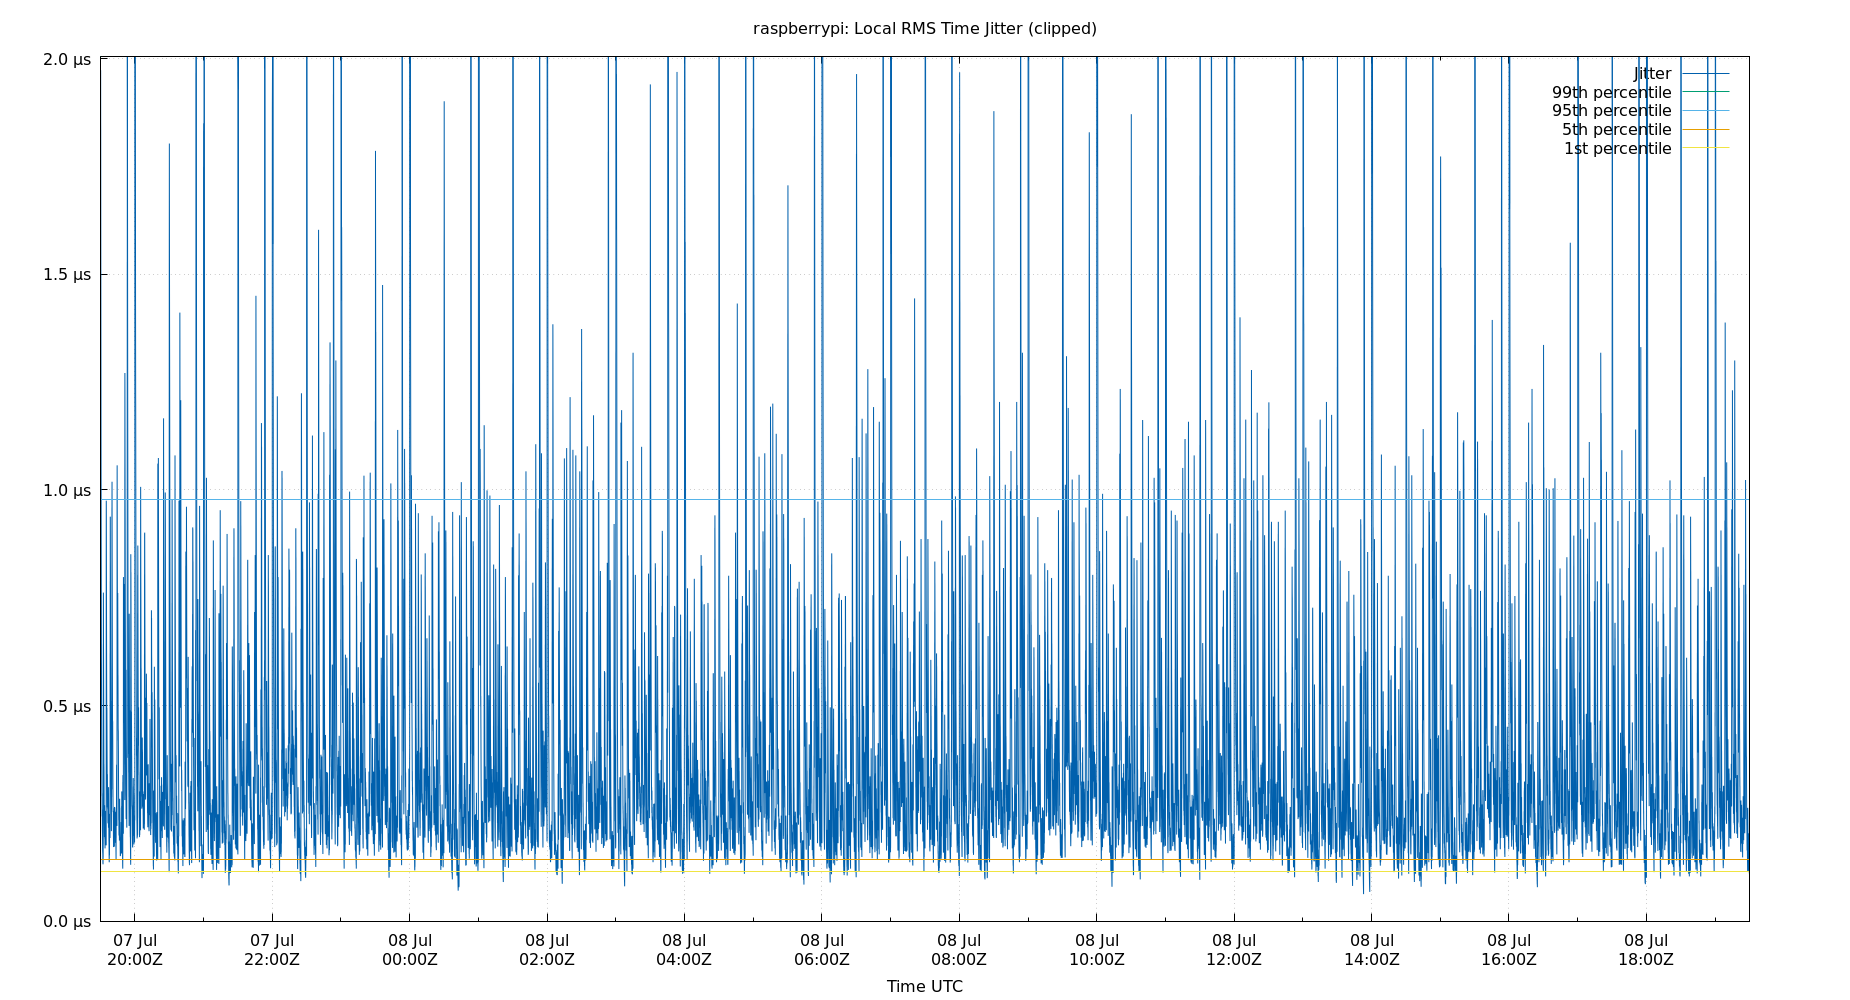 raspberrypi: Local RMS Time Jitter (clipped)
2.0 µs
1.5 µs
1.0 µs
0.5 µs
0.0 µs
Jitter
99th percentile
95th percentile
5th percentile
1st percentile
07 Jul 07 Jul 08 Jul 08 Jul 08 Jul 08 Jul 08 Jul 08 Jul 08 Jul 08 Jul 08 Jul 08 Jul
20:00Z 22:00Z 00:00Z 02:00Z 04:00Z 06:00Z 08:00Z 10:00Z 12:00Z 14:00Z 16:00Z 18:00Z
Time UTC